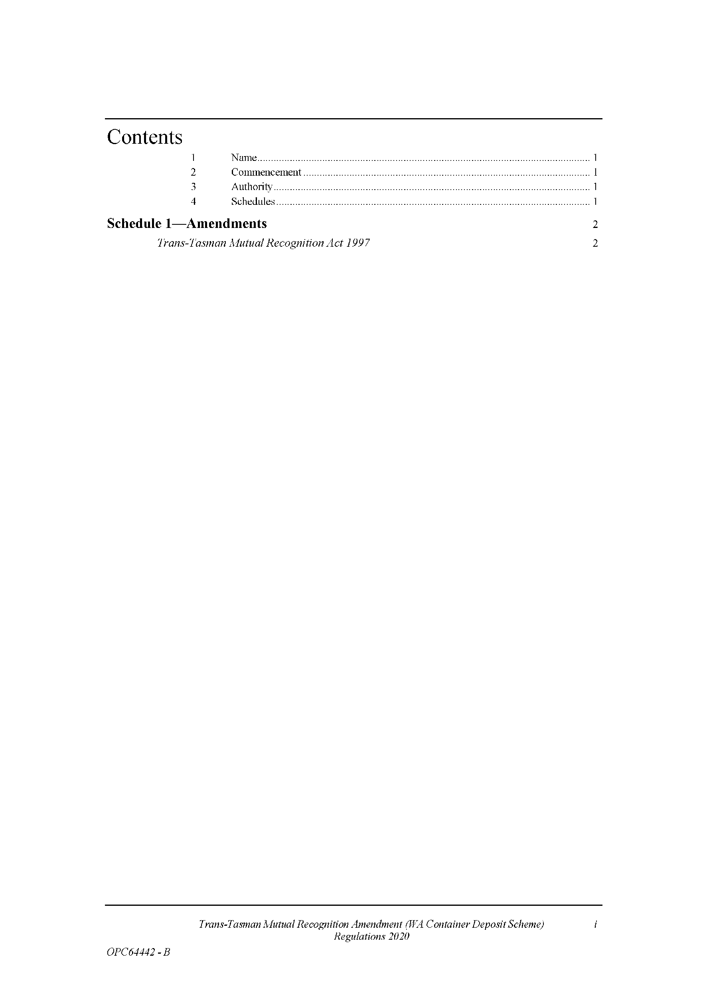 Contents
1 Name........................................................................................................................... 1
2 Commencement.......................................................................................................... 1
3 Authority..................................................................................................................... 1
4 Schedules.................................................................................................................... 1
Schedule 1—Amendments 2
Trans-Tasman Mutual Recognition Act 1997 2
Trans-Tasman Mutual Recognition Amendment (WA Container Deposit Scheme) i
Regulations 2020
OPC64442 - B